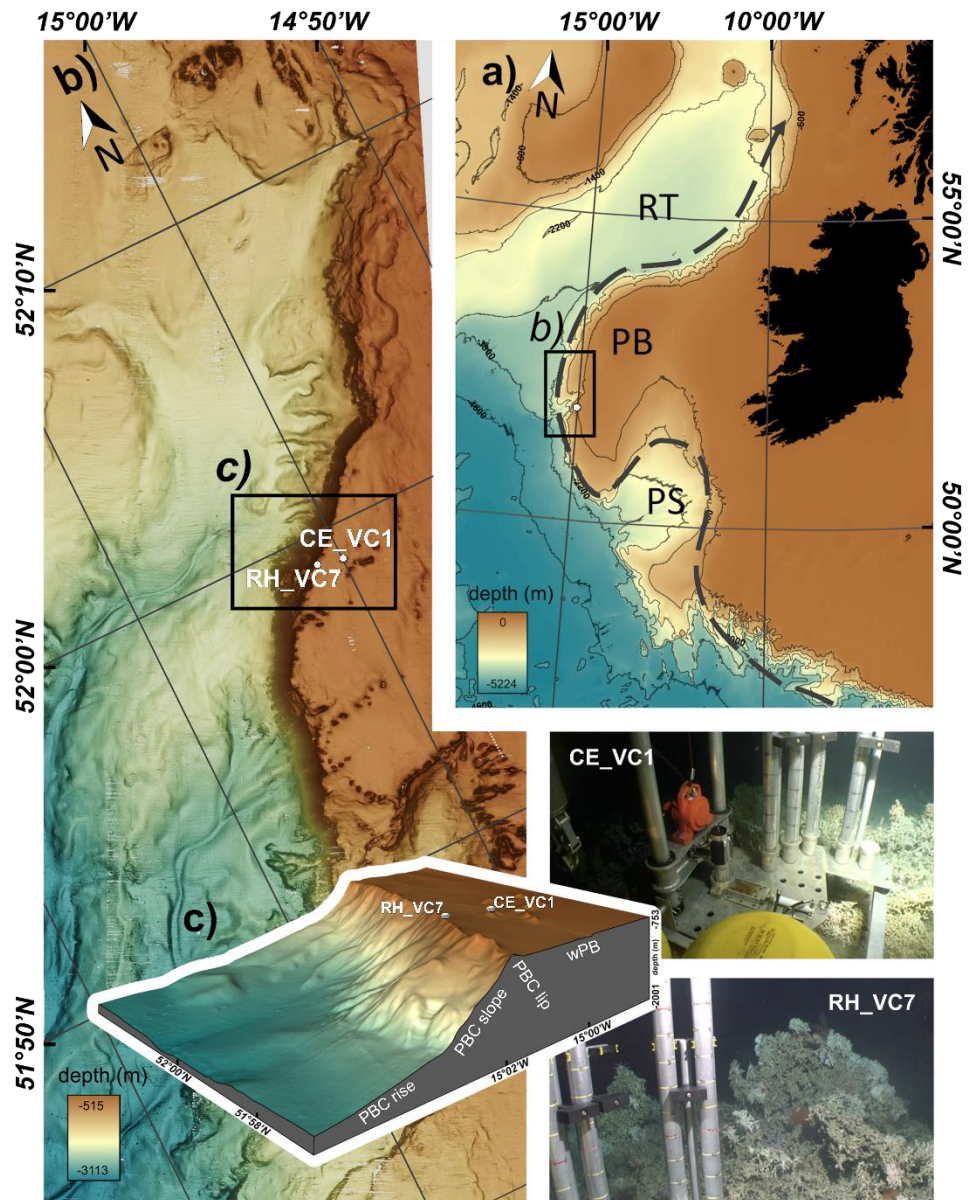 15°00'W
14°50'W
15°00'W
10°00'W
b)
N
a)
N
-1400
-600
-1400
-600
RT
-2200
55°00'N
52°10'N
b)
PB
-4600
PS
50°00'N
c)
CE_VC1
RH_VC7
depth (m)
0
-5224
52°00'N
CE_VC1
c)
RH_VC7
CE_VC1
-753
depth (m)
-2001
wPB
PBC lip
PBC slope
PBC rise
15°00'W
15°02'W
52°00'N
51°58'N
RH_VC7
51°50'N
depth (m)
-515
-3113